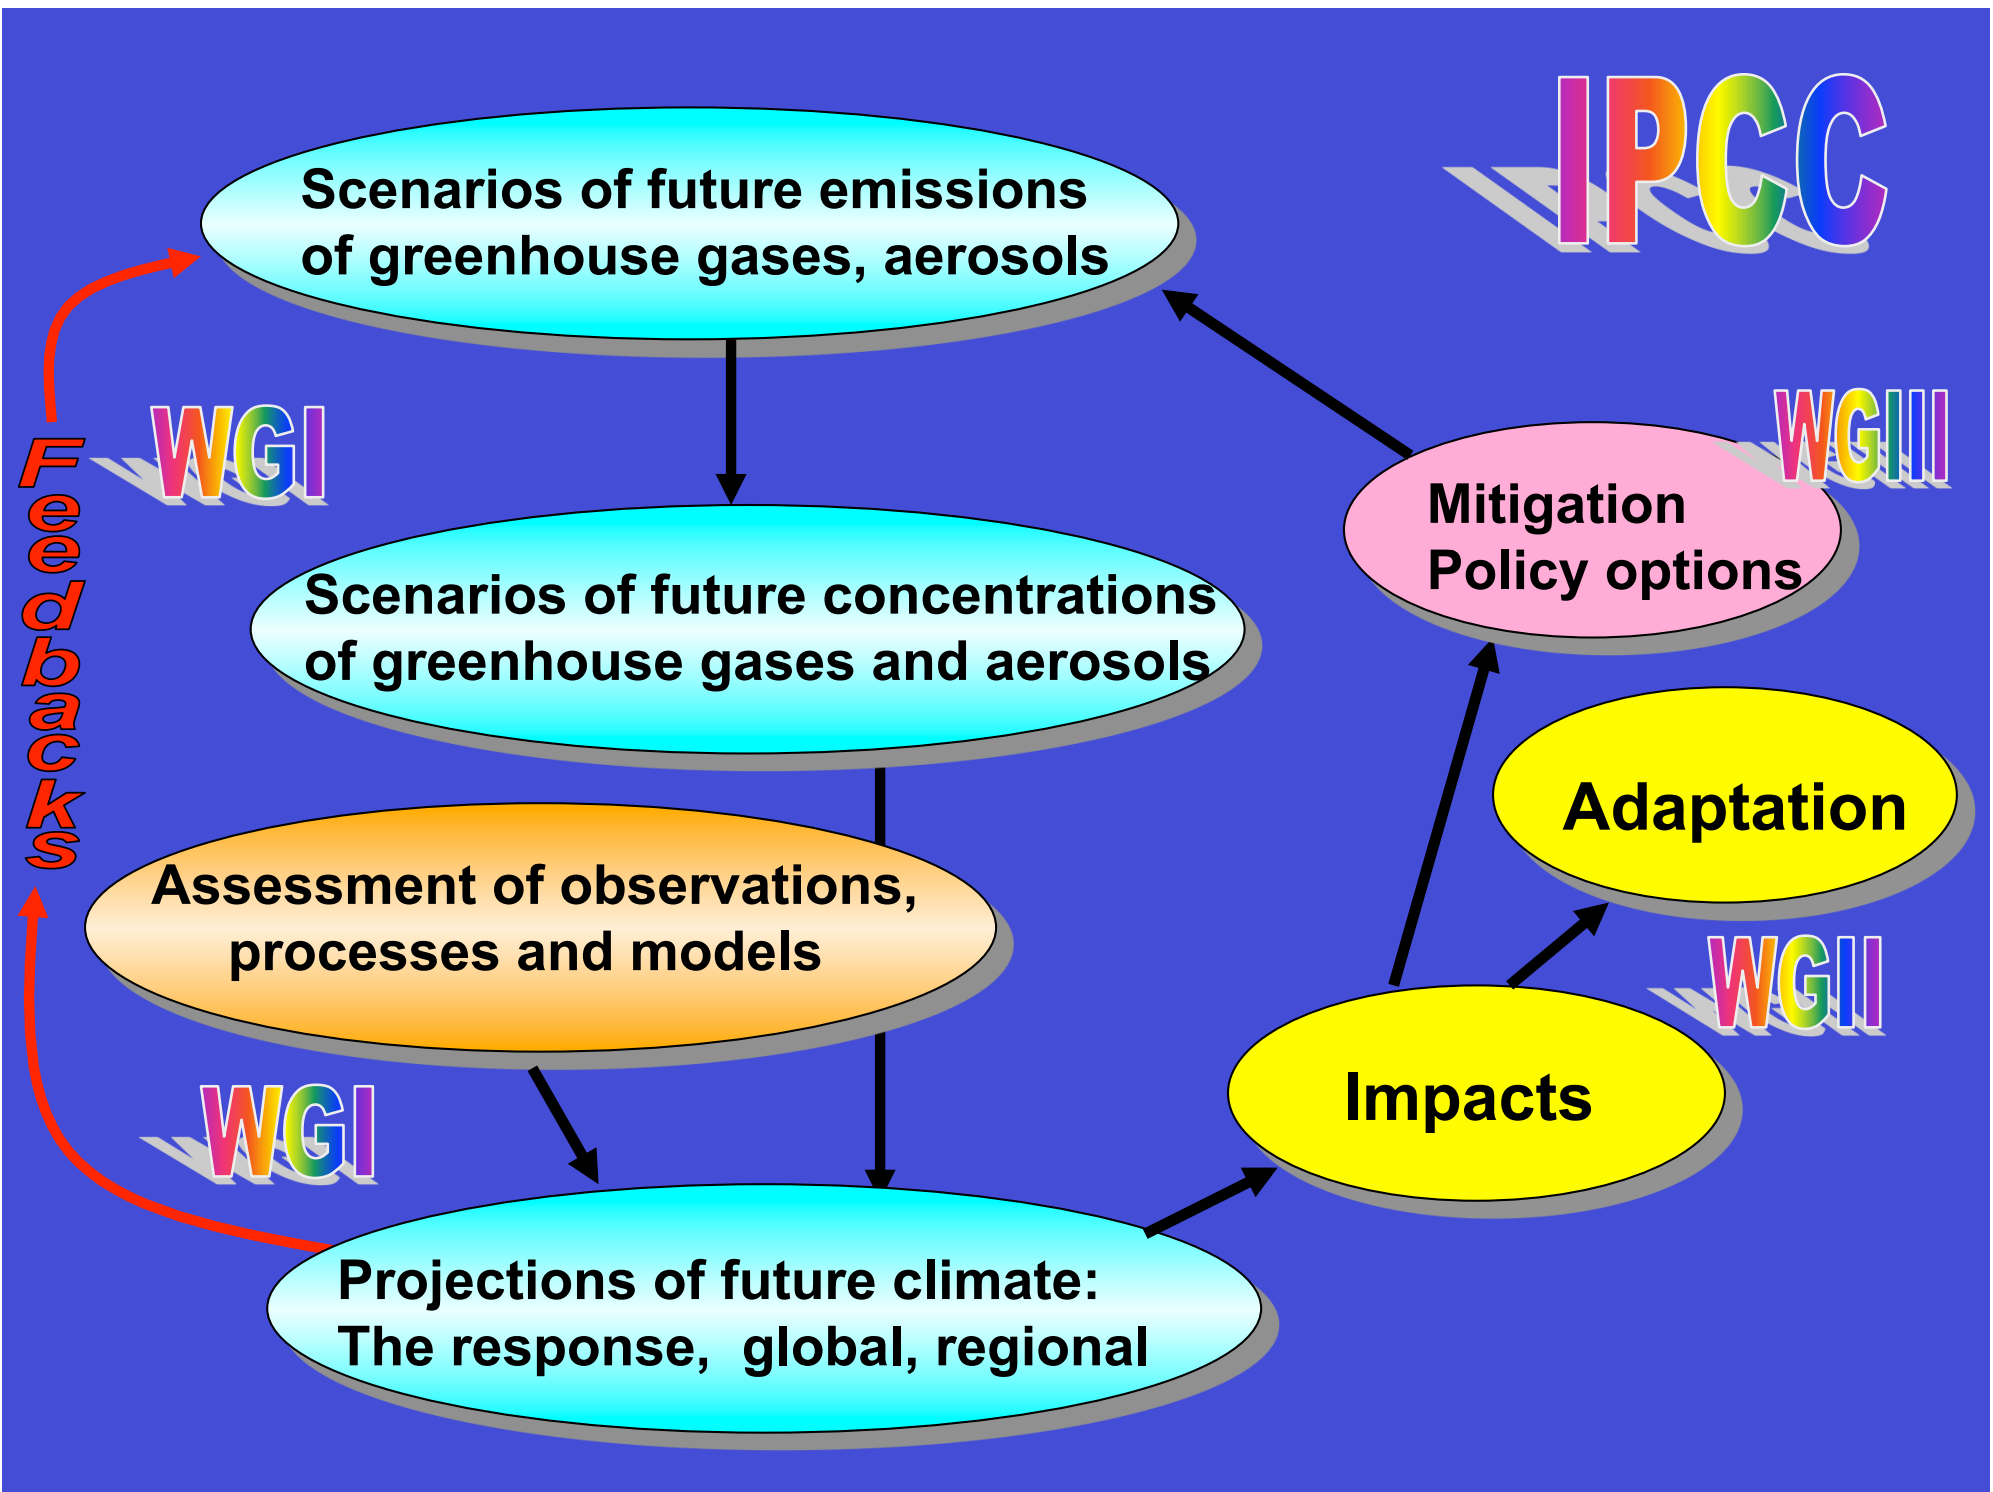 IPCC
Scenarios of future emissions
of greenhouse gases, aerosols
WGI
WGIII
Feedbacks
Mitigation
Policy options
Scenarios of future concentrations
of greenhouse gases and aerosols
Adaptation
Assessment of observations,
processes and models
WGII
Impacts
WGI
Projections of future climate:
The response, global, regional